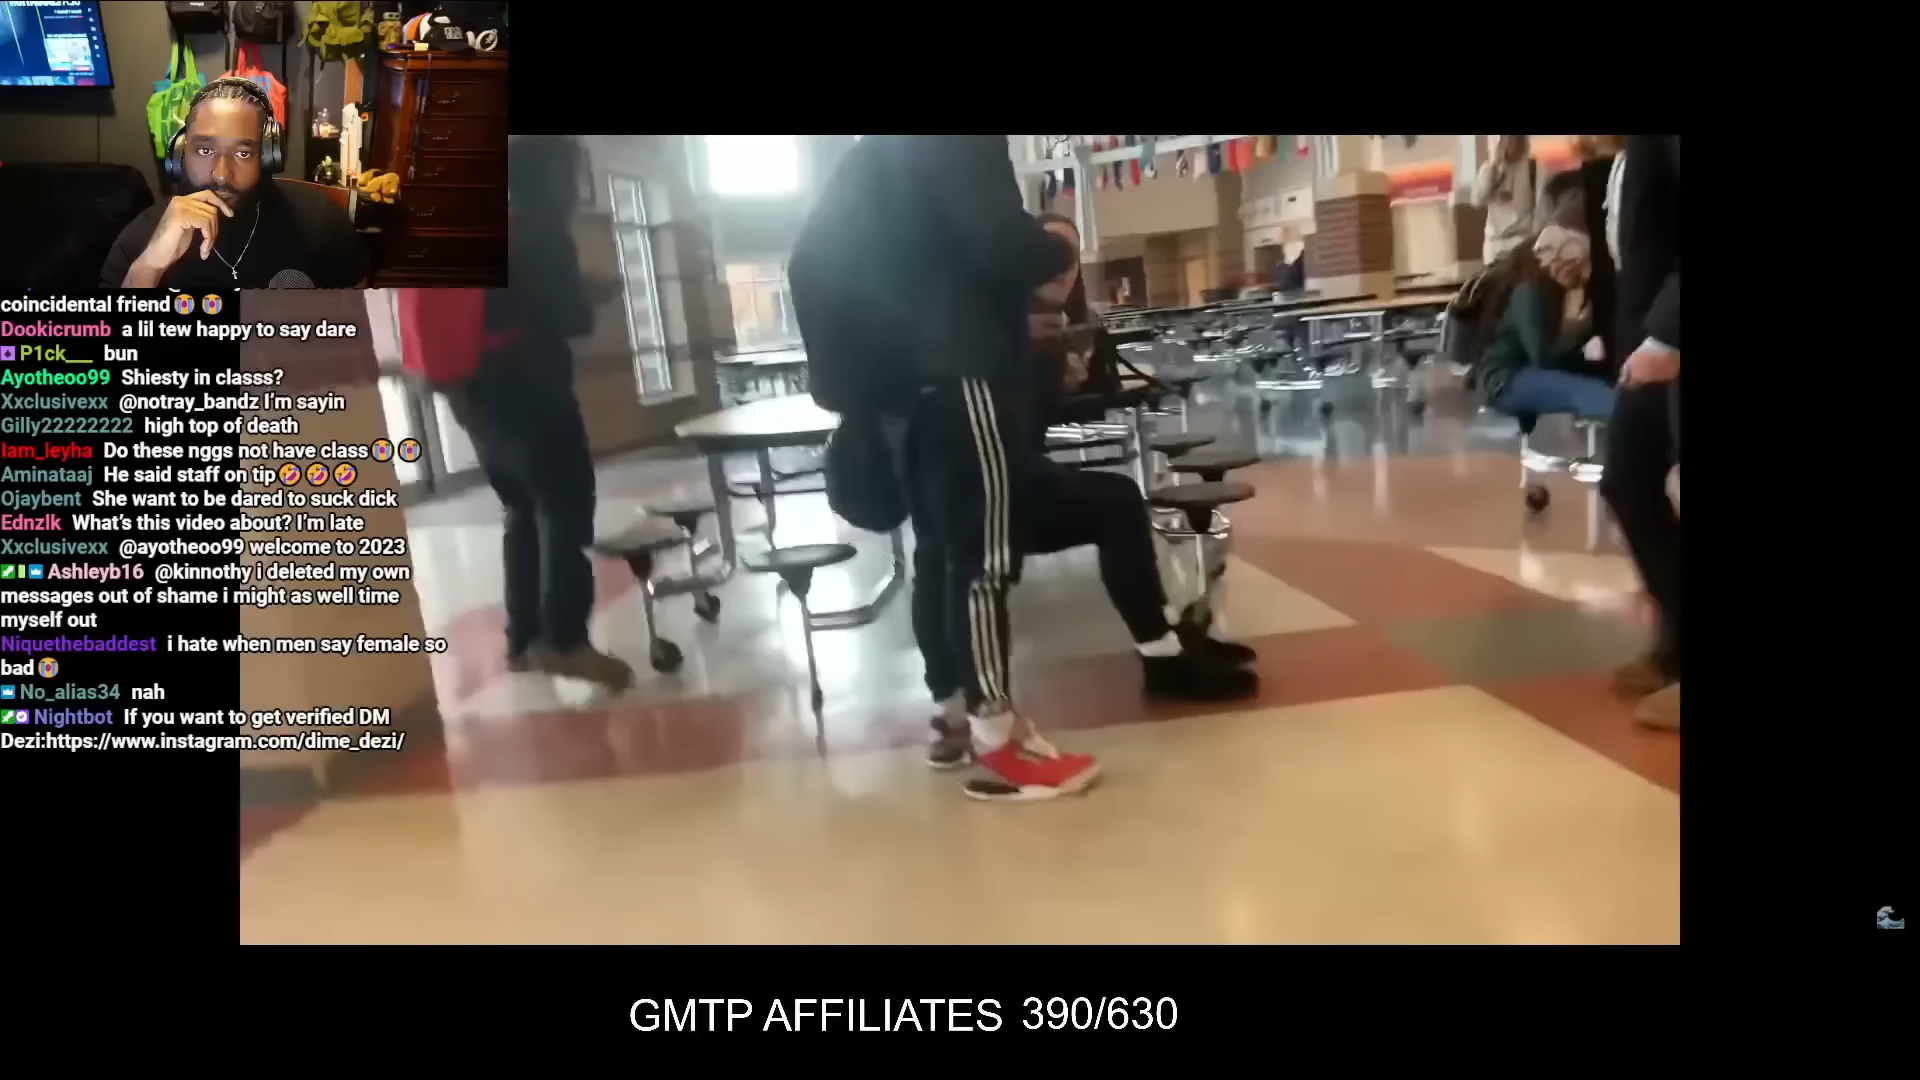 coincidental friend😭 😭
Dookicrumb a lil tew happy to say dare
P1ck___ bun
Ayotheoo99 Shiesty in classs?
Xxclusivexx @notray_bandz I'm sayin
Gilly22222222 high top of death
Iam_leyha Do these nggs not have class😭😭
Aminataaj He said staff on tip🤣🤣🤣
Ojaybent She want to be dared to suck dick
Ednzlk What's this video about? I'm late
Xxclusivexx @ayotheoo99 welcome to 2023
Ashleyb16 @kinnothy i deleted my own
messages out of shame i might as well time
myself out
Niquethebaddest i hate when men say female so
bad😭
No_alias34 nah
Nightbot If you want to get verified DM
Dezi:https://www.instagram.com/dime_dezi/
GMTP AFFILIATES 390/630